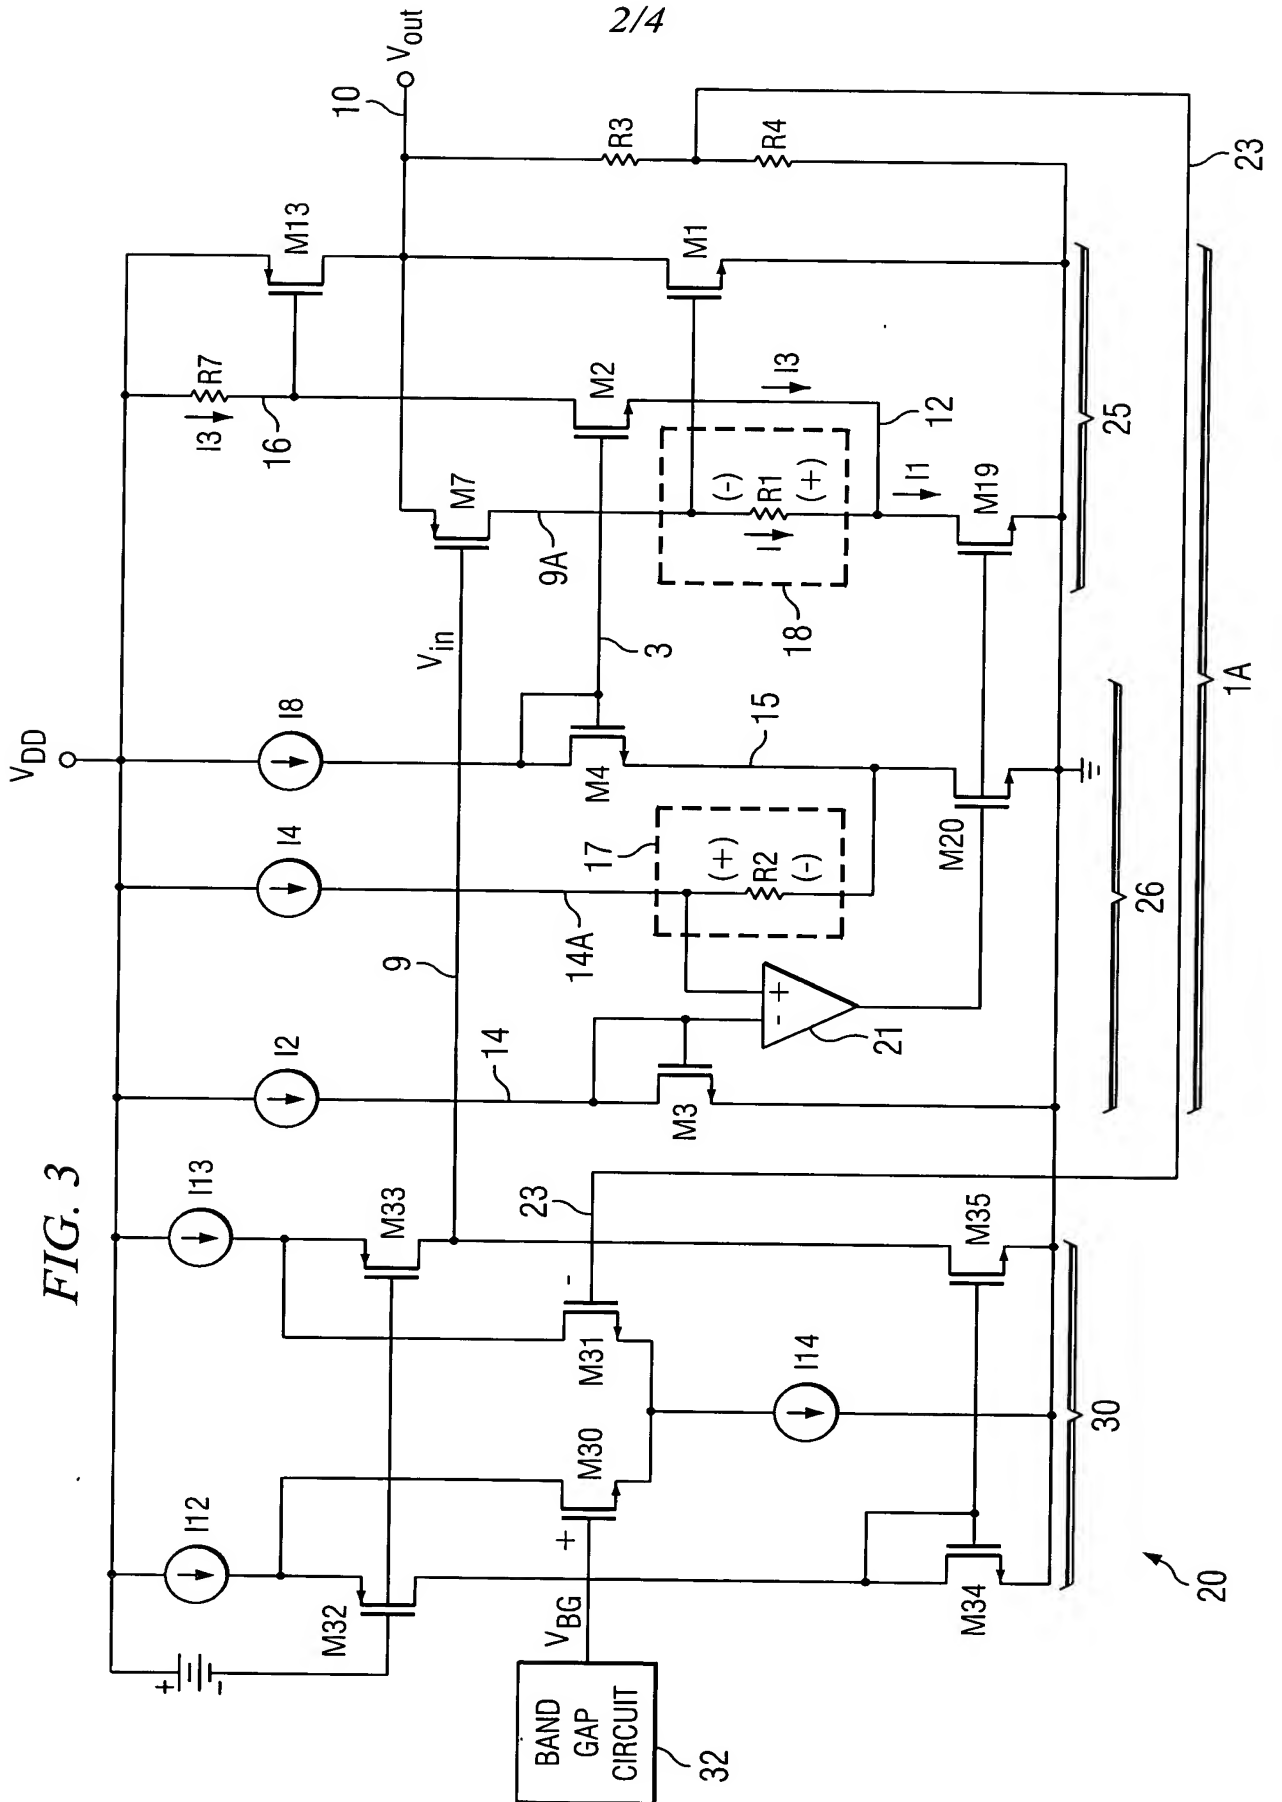 2/4
FIG. 3
VDD
Vout
10
I12
I13
I2
I4
I8
R7
I3
16
M13
+
-
M32
M33
14
9
Vin
M7
9A
14A
3
M2
I3
R3
R4
M1
BAND
GAP
CIRCUIT
32
VBG
+
M30
M31
-
23
M3
-
+
21
17
(+)
R2
(-)
M4
15
18
(-)
R1
(+)
I
12
I1
I14
M34
M35
M20
M19
23
20
30
26
25
1A